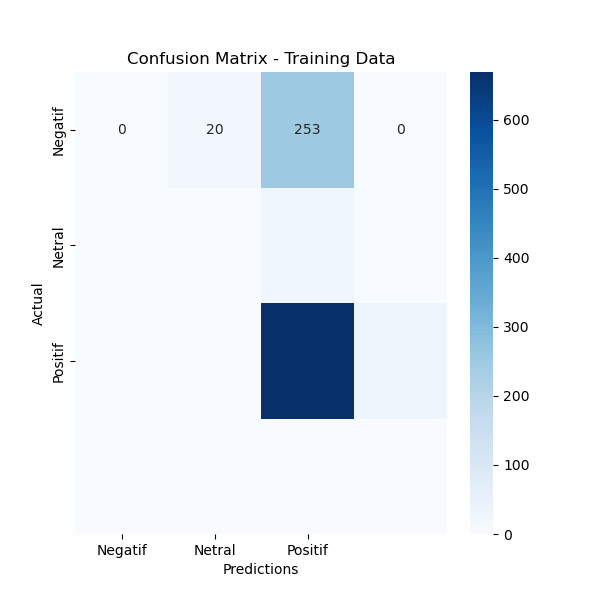 Confusion Matrix - Training Data
Negatif
0 20 253 0
Netral
Positif
Actual
Negatif Netral Positif
Predictions
600
500
400
300
200
100
0